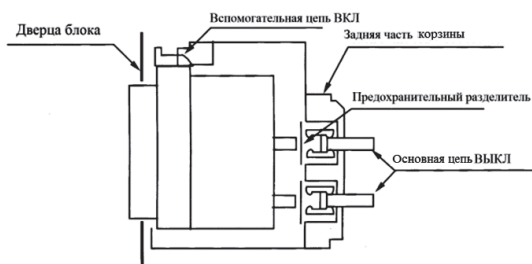 Вспомогательная цепь ВКЛ
Дверца блока
Задняя часть корзины
Предохранительный разделитель
Основная цепь ВЫКЛ